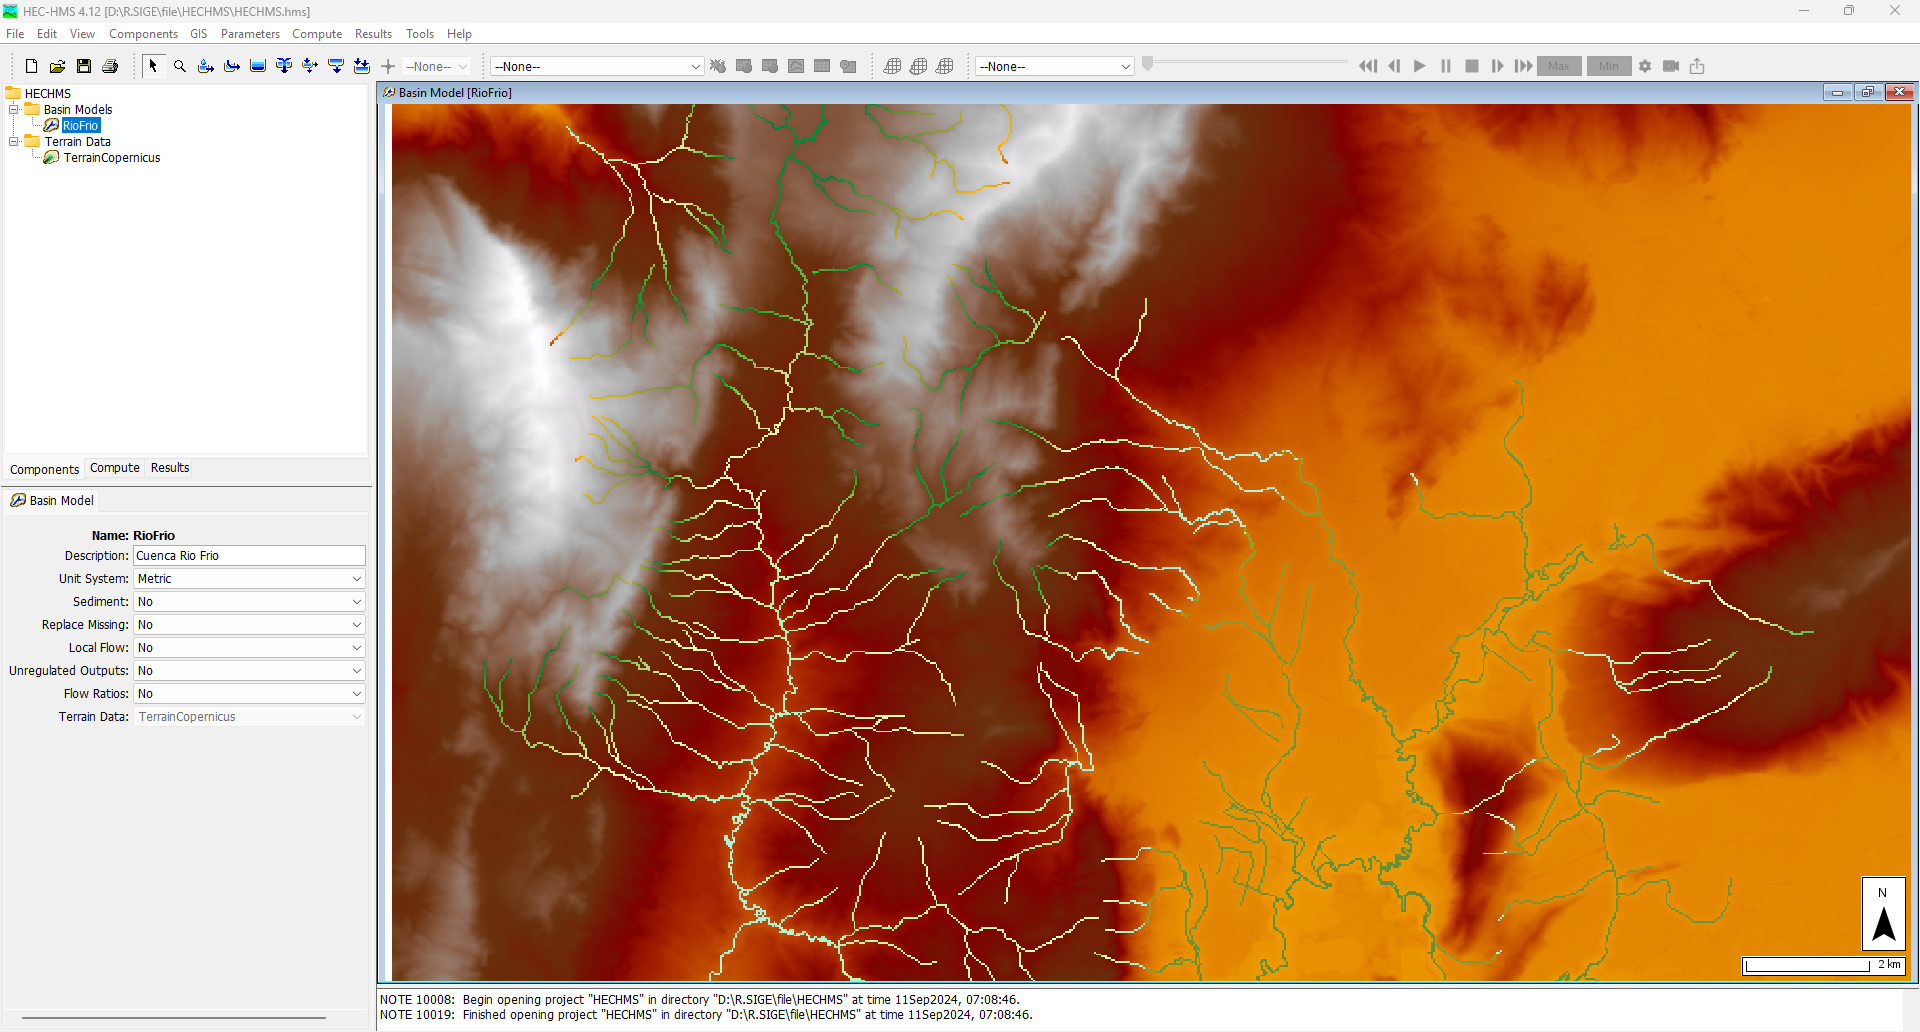 HEC-HMS 4.12 [D:\R.SIGE\file\HECHMS\HECHMS.hms]
File Edit View Components GIS Parameters Compute Results Tools Help
--None-- --None-- --None-- Max Min
HECHMS
Basin Models
RioFrio
Terrain Data
TerrainCopernicus
Components Compute Results
Basin Model
Name: RioFrio
Description: Cuenca Rio Frio
Unit System: Metric
Sediment: No
Replace Missing: No
Local Flow: No
Unregulated Outputs: No
Flow Ratios: No
Terrain Data: TerrainCopernicus
Basin Model [RioFrio]
N
2 km
NOTE 10008: Begin opening project "HECHMS" in directory "D:\R.SIGE\file\HECHMS" at time 11Sep2024, 07:08:46.
NOTE 10019: Finished opening project "HECHMS" in directory "D:\R.SIGE\file\HECHMS" at time 11Sep2024, 07:08:46.